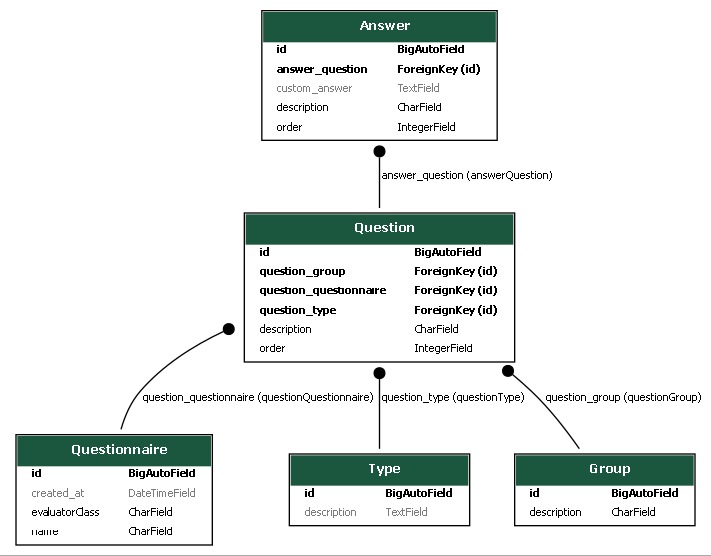 Answer
id BigAutoField
answer_question ForeignKey (id)
custom_answer TextField
description CharField
order IntegerField
answer_question (answerQuestion)
Question
id BigAutoField
question_group ForeignKey (id)
question_questionnaire ForeignKey (id)
question_type ForeignKey (id)
description CharField
order IntegerField
question_questionnaire (questionQuestionnaire) question_type (questionType) question_group (questionGroup)
Questionnaire
id BigAutoField
created_at DateTimeField
evaluatorClass CharField
name CharField
Type
id BigAutoField
description TextField
Group
id BigAutoField
description CharField